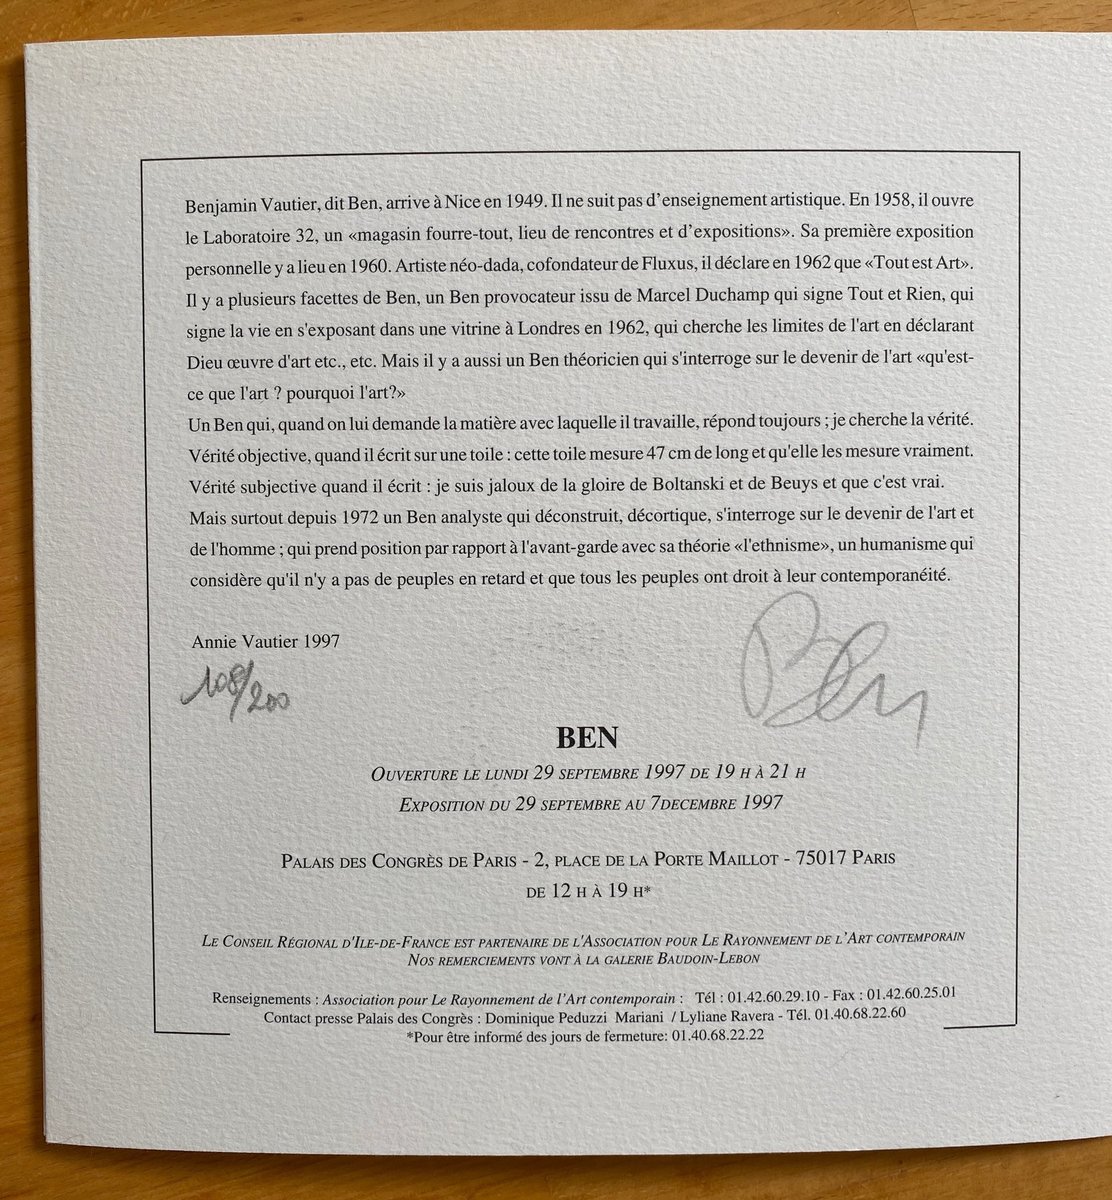 Benjamin Vautier, dit Ben, arrive à Nice en 1949. Il ne suit pas d’enseignement artistique. En 1958, il ouvre
le Laboratoire 32, un «magasin fourre-tout, lieu de rencontres et d’expositions». Sa première exposition
personnelle y a lieu en 1960. Artiste néo-dada, cofondateur de Fluxus, il déclare en 1962 que «Tout est Art».
Il y a plusieurs facettes de Ben, un Ben provocateur issu de Marcel Duchamp qui signe Tout et Rien, qui
signe la vie en s'exposant dans une vitrine à Londres en 1962, qui cherche les limites de l'art en déclarant
Dieu œuvre d'art etc., etc. Mais il y a aussi un Ben théoricien qui s'interroge sur le devenir de l'art «qu'est-
ce que l'art ? pourquoi l'art?»
Un Ben qui, quand on lui demande la matière avec laquelle il travaille, répond toujours ; je cherche la vérité.
Vérité objective, quand il écrit sur une toile : cette toile mesure 47 cm de long et qu'elle les mesure vraiment.
Vérité subjective quand il écrit : je suis jaloux de la gloire de Boltanski et de Beuys et que c'est vrai.
Mais surtout depuis 1972 un Ben analyste qui déconstruit, décortique, s'interroge sur le devenir de l'art et
de l'homme ; qui prend position par rapport à l'avant-garde avec sa théorie «l'ethnisme», un humanisme qui
considère qu'il n'y a pas de peuples en retard et que tous les peuples ont droit à leur contemporanéité.
Annie Vautier 1997
108/200
Ben
BEN
OUVERTURE LE LUNDI 29 SEPTEMBRE 1997 DE 19 H À 21 H
EXPOSITION DU 29 SEPTEMBRE AU 7DECEMBRE 1997
PALAIS DES CONGRÈS DE PARIS - 2, PLACE DE LA PORTE MAILLOT - 75017 PARIS
DE 12 H À 19 H*
LE CONSEIL RÉGIONAL D'ILE-DE-FRANCE EST PARTENAIRE DE L'ASSOCIATION POUR LE RAYONNEMENT DE L’ART CONTEMPORAIN
NOS REMERCIEMENTS VONT À LA GALERIE BAUDOIN-LEBON
Renseignements : Association pour Le Rayonnement de l’Art contemporain : Tél : 01.42.60.29.10 - Fax : 01.42.60.25.01
Contact presse Palais des Congrès : Dominique Peduzzi Mariani / Lyliane Ravera - Tél. 01.40.68.22.60
*Pour être informé des jours de fermeture: 01.40.68.22.22